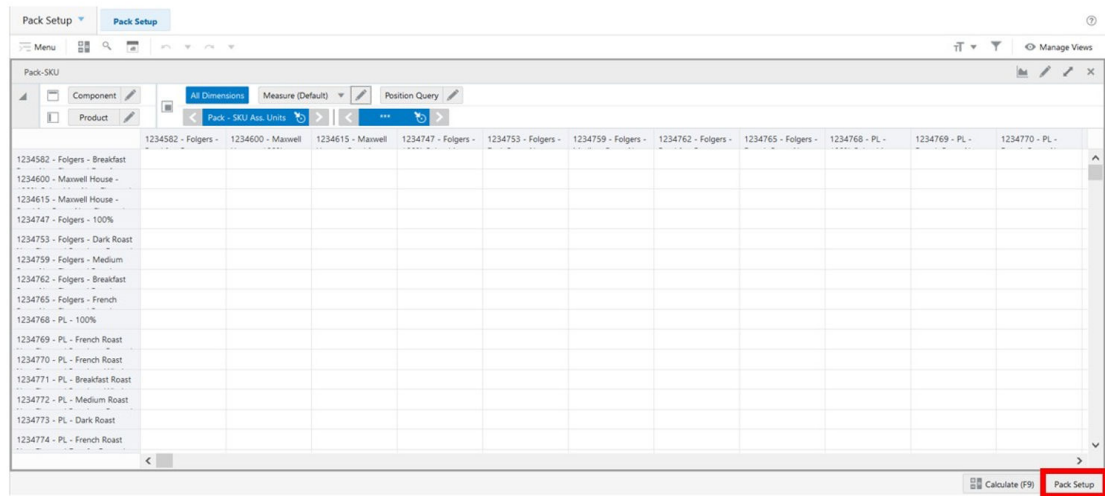 Pack Setup Pack Setup
Menu Manage Views
Pack-SKU
Component All Dimensions Measure (Default) Position Query
Product Pack - SKU Ass. Units ***
1234582 - Folgers - 1234600 - Maxwell 1234615 - Maxwell 1234747 - Folgers - 1234753 - Folgers - 1234759 - Folgers - 1234762 - Folgers - 1234765 - Folgers - 1234768 - PL - 1234769 - PL - 1234770 - PL -
1234582 - Folgers - Breakfast
1234600 - Maxwell House -
1234615 - Maxwell House -
1234747 - Folgers - 100%
1234753 - Folgers - Dark Roast
1234759 - Folgers - Medium
1234762 - Folgers - Breakfast
1234765 - Folgers - French
1234768 - PL - 100%
1234769 - PL - French Roast
1234770 - PL - French Roast
1234771 - PL - Breakfast Roast
1234772 - PL - Medium Roast
1234773 - PL - Dark Roast
1234774 - PL - French Roast
Calculate (F9) Pack Setup